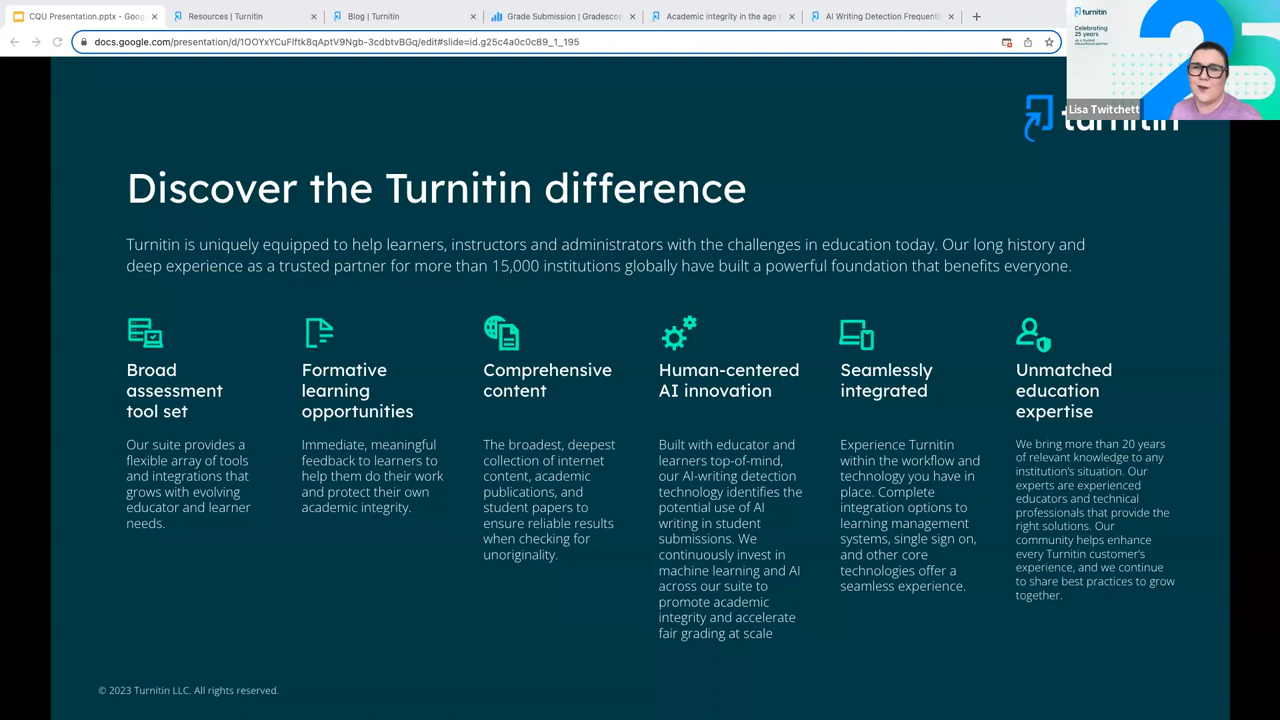 CQU Presentation.pptx - Goog
Resources | Turnitin
Blog | Turnitin
Grade Submission | Gradescop
Academic integrity in the age
AI Writing Detection Frequentl
docs.google.com/presentation/d/1OOYxYCuFlftk8qAptV9Ngb-3cdbtvBGq/edit#slide=id.g25c4a0c0c89_1_195
turnitin
Celebrating
25 years
as a trusted
educational partner
Lisa Twitchett
turnitin
Discover the Turnitin difference
Turnitin is uniquely equipped to help learners, instructors and administrators with the challenges in education today. Our long history and
deep experience as a trusted partner for more than 15,000 institutions globally have built a powerful foundation that benefits everyone.
Broad
assessment
tool set
Our suite provides a
flexible array of tools
and integrations that
grows with evolving
educator and learner
needs.
Formative
learning
opportunities
Immediate, meaningful
feedback to learners to
help them do their work
and protect their own
academic integrity.
Comprehensive
content
The broadest, deepest
collection of internet
content, academic
publications, and
student papers to
ensure reliable results
when checking for
unoriginality.
Human-centered
AI innovation
Built with educator and
learners top-of-mind,
our AI-writing detection
technology identifies the
potential use of AI
writing in student
submissions. We
continuously invest in
machine learning and AI
across our suite to
promote academic
integrity and accelerate
fair grading at scale
Seamlessly
integrated
Experience Turnitin
within the workflow and
technology you have in
place. Complete
integration options to
learning management
systems, single sign on,
and other core
technologies offer a
seamless experience.
Unmatched
education
expertise
We bring more than 20 years
of relevant knowledge to any
institution's situation. Our
experts are experienced
educators and technical
professionals that provide the
right solutions. Our
community helps enhance
every Turnitin customer's
experience, and we continue
to share best practices to grow
together.
© 2023 Turnitin LLC. All rights reserved.